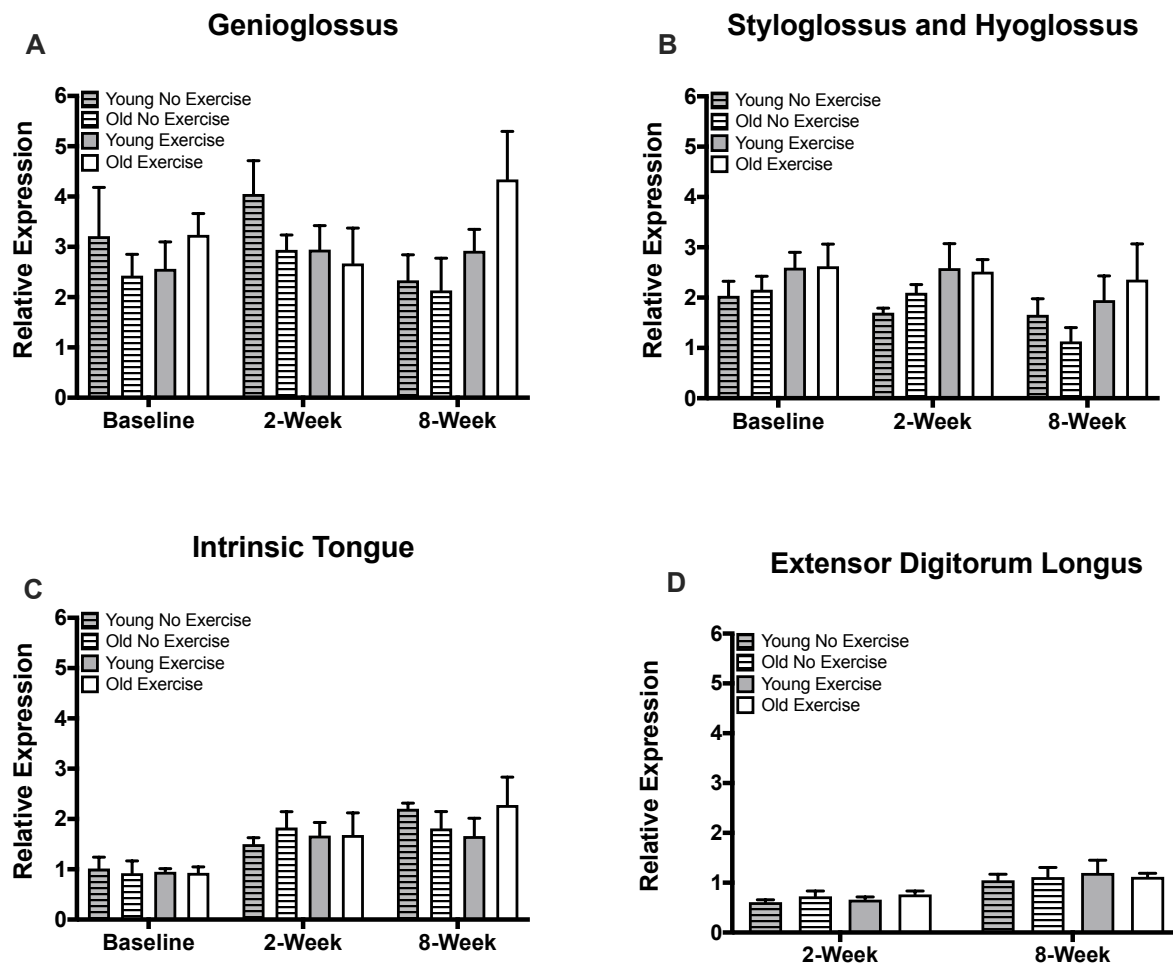 Genioglossus
A
Relative Expression
6
5
4
3
2
1
0
Young No Exercise
Old No Exercise
Young Exercise
Old Exercise
Baseline 2-Week 8-Week
Styloglossus and Hyoglossus
B
Relative Expression
6
5
4
3
2
1
0
Young No Exercise
Old No Exercise
Young Exercise
Old Exercise
Baseline 2-Week 8-Week
Intrinsic Tongue
C
Relative Expression
6
5
4
3
2
1
0
Young No Exercise
Old No Exercise
Young Exercise
Old Exercise
Baseline 2-Week 8-Week
Extensor Digitorum Longus
D
Relative Expression
6
5
4
3
2
1
0
Young No Exercise
Old No Exercise
Young Exercise
Old Exercise
2-Week 8-Week